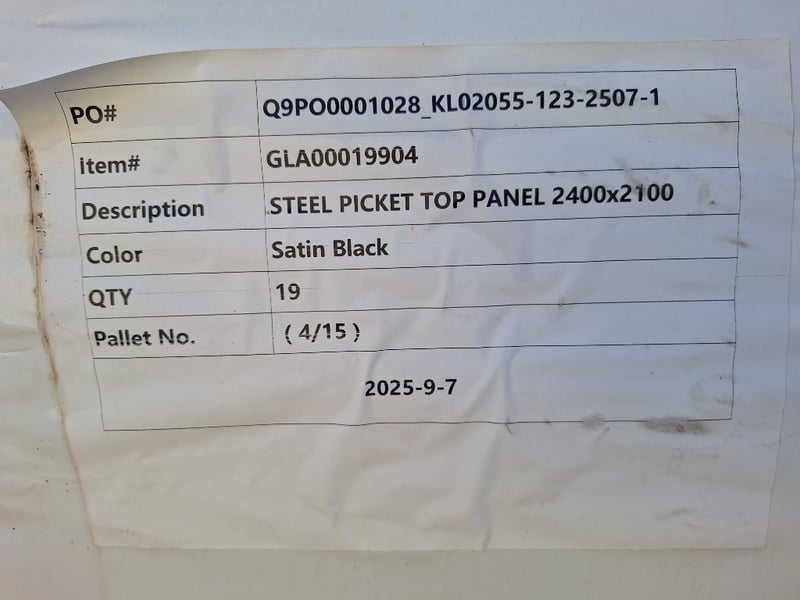 PO# Q9PO0001028_KL02055-123-2507-1
item# GLA00019904
Description STEEL PICKET TOP PANEL 2400x2100
Color Satin Black
QTY 19
Pallet No. ( 4/15 )
2025-9-7